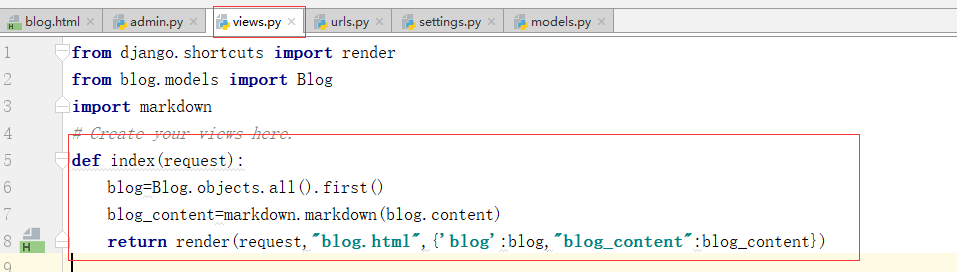 blog.html × admin.py × views.py × urls.py × settings.py × models.py ×
1 from django.shortcuts import render
2 from blog.models import Blog
3 import markdown
4 # Create your views here.
5 def index(request):
6 blog=Blog.objects.all().first()
7 blog_content=markdown.markdown(blog.content)
8 H return render(request,"blog.html",{'blog':blog,"blog_content":blog_content})
9